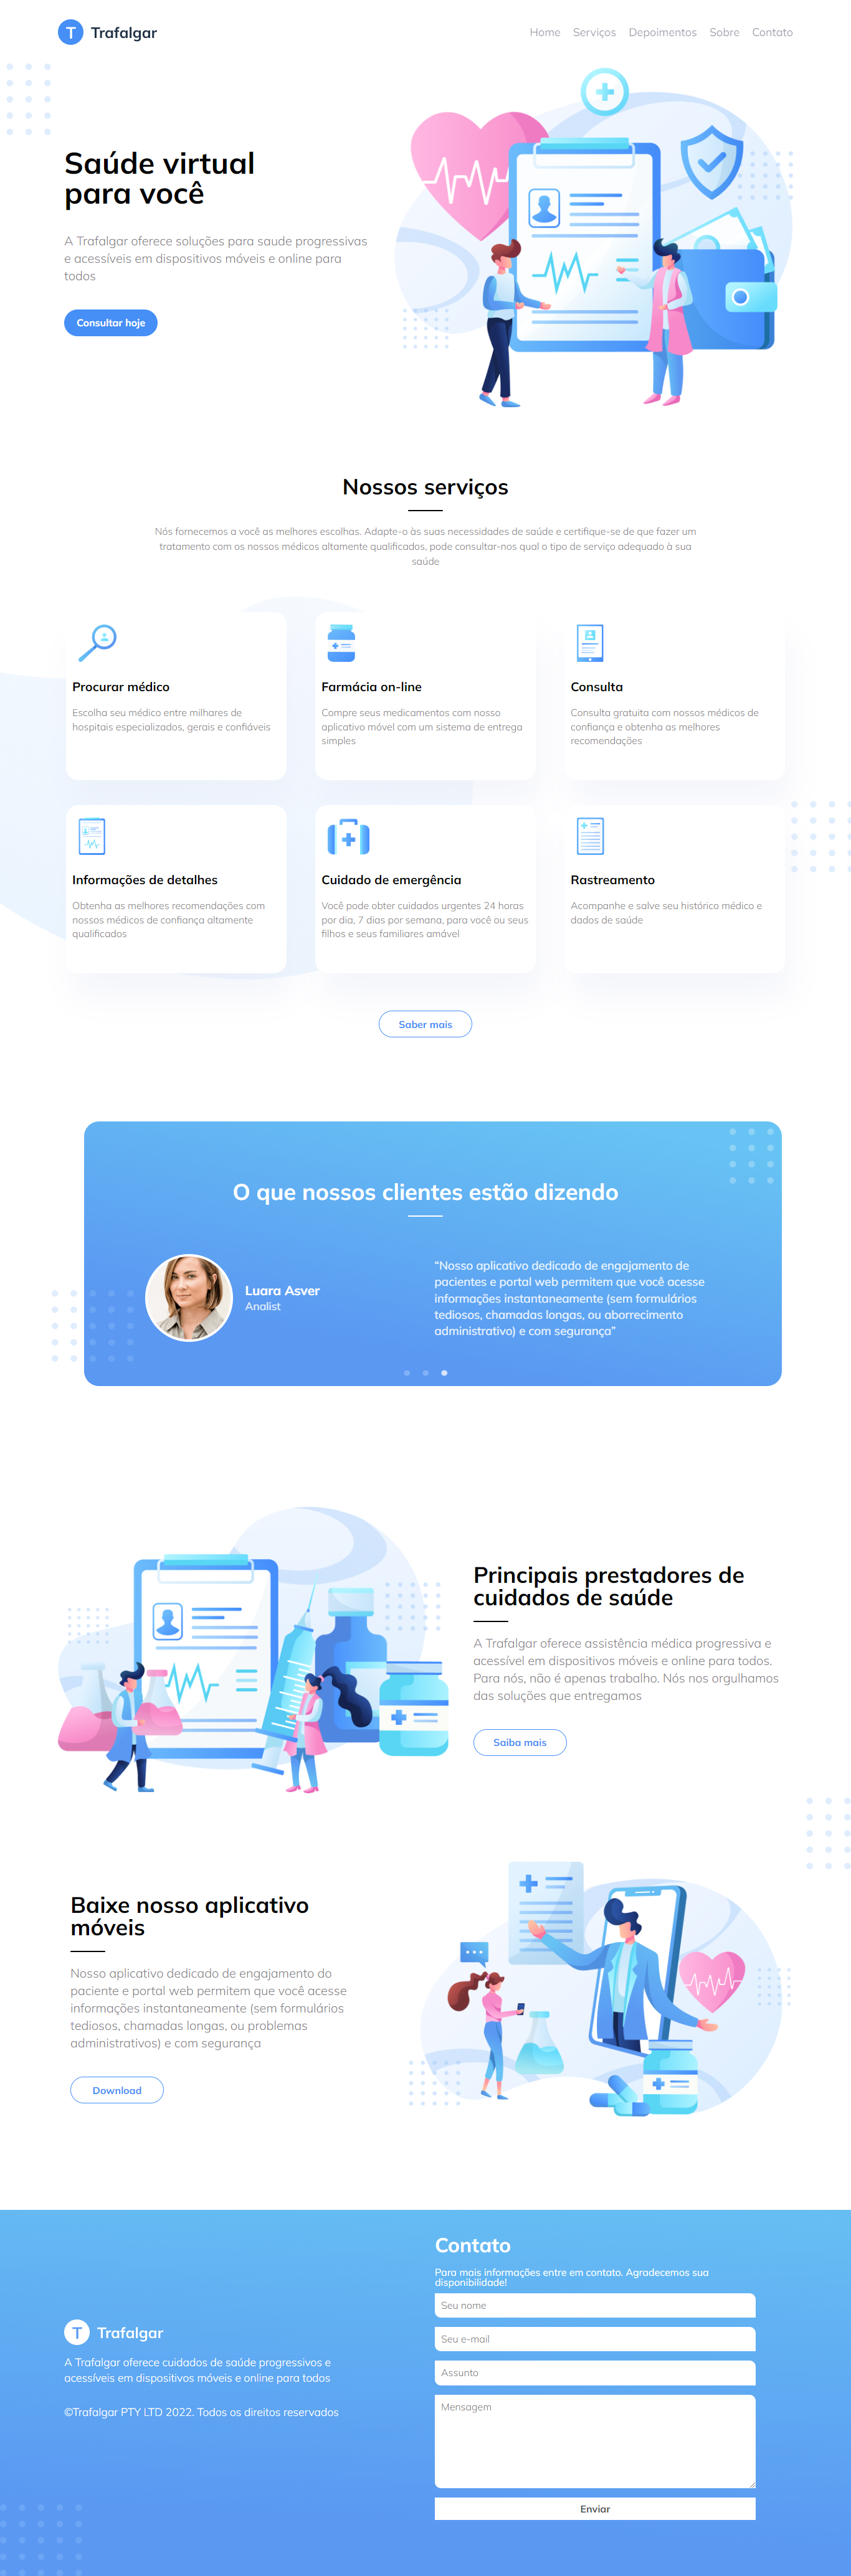 T Trafalgar
Home Serviços Depoimentos Sobre Contato
Saúde virtual
para você
A Trafalgar oferece soluções para saude progressivas
e acessíveis em dispositivos móveis e online para
todos
Consultar hoje
Nossos serviços
Nós fornecemos a você as melhores escolhas. Adapte-o às suas necessidades de saúde e certifique-se de que fazer um
tratamento com os nossos médicos altamente qualificados, pode consultar-nos qual o tipo de serviço adequado à sua
saúde
Procurar médico
Escolha seu médico entre milhares de
hospitais especializados, gerais e confiáveis
Farmácia on-line
Compre seus medicamentos com nosso
aplicativo móvel com um sistema de entrega
simples
Consulta
Consulta gratuita com nossos médicos de
confiança e obtenha as melhores
recomendações
Informações de detalhes
Obtenha as melhores recomendações com
nossos médicos de confiança altamente
qualificados
Cuidado de emergência
Você pode obter cuidados urgentes 24 horas
por dia, 7 dias por semana, para você ou seus
filhos e seus familiares amável
Rastreamento
Acompanhe e salve seu histórico médico e
dados de saúde
Saber mais
O que nossos clientes estão dizendo
Luara Asver
Analist
“Nosso aplicativo dedicado de engajamento de
pacientes e portal web permitem que você acesse
informações instantaneamente (sem formulários
tediosos, chamadas longas, ou aborrecimento
administrativo) e com segurança”
Principais prestadores de
cuidados de saúde
A Trafalgar oferece assistência médica progressiva e
acessível em dispositivos móveis e online para todos.
Para nós, não é apenas trabalho. Nós nos orgulhamos
das soluções que entregamos
Saiba mais
Baixe nosso aplicativo
móveis
Nosso aplicativo dedicado de engajamento do
paciente e portal web permitem que você acesse
informações instantaneamente (sem formulários
tediosos, chamadas longas, ou problemas
administrativos) e com segurança
Download
T Trafalgar
A Trafalgar oferece cuidados de saúde progressivos e
acessíveis em dispositivos móveis e online para todos
©Trafalgar PTY LTD 2022. Todos os direitos reservados
Contato
Para mais informações entre em contato. Agradecemos sua
disponibilidade!
Seu nome
Seu e-mail
Assunto
Mensagem
Enviar